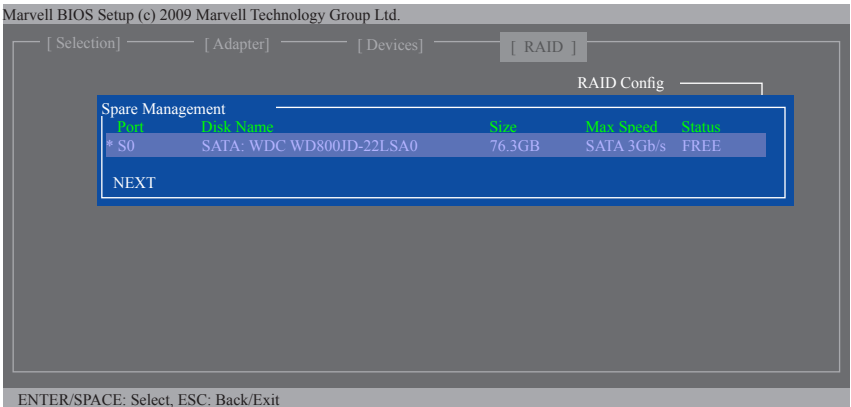 Marvell BIOS Setup (c) 2009 Marvell Technology Group Ltd.
[ Selection] [ Adapter] [ Devices] [ RAID ]
RAID Config
Spare Management
Port Disk Name Size Max Speed Status
* S0 SATA: WDC WD800JD-22LSA0 76.3GB SATA 3Gb/s FREE
NEXT
ENTER/SPACE: Select, ESC: Back/Exit